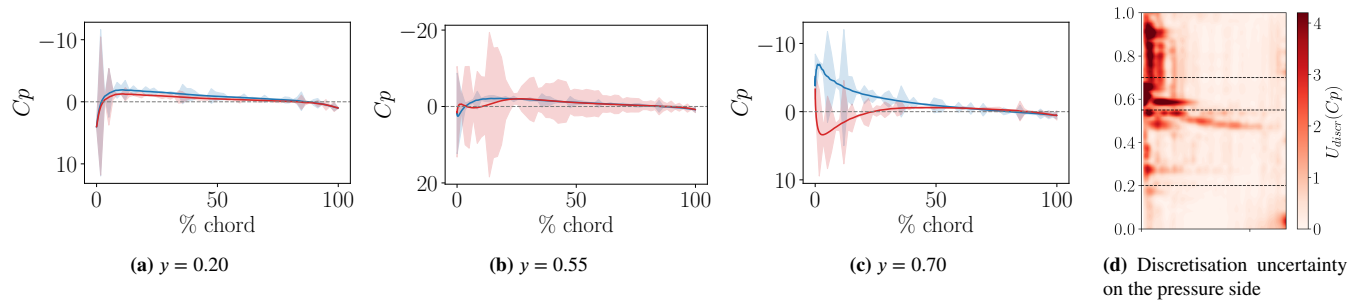 −10
0
10
Cp
0
50
100
% chord
(a) y = 0.20
−20
0
20
Cp
0
50
100
% chord
(b) y = 0.55
−10
0
10
Cp
0
50
100
% chord
(c) y = 0.70
1.0
0.8
0.6
0.4
0.2
0.0
4
3
2
1
0
U_discr(Cp)
(d) Discretisation uncertainty
on the pressure side